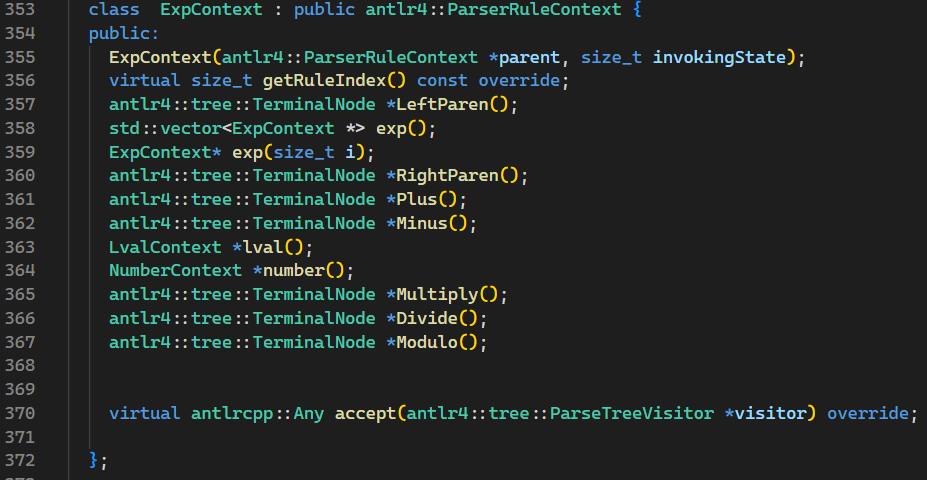 353 class  ExpContext : public antlr4::ParserRuleContext {
354 public:
355   ExpContext(antlr4::ParserRuleContext *parent, size_t invokingState);
356   virtual size_t getRuleIndex() const override;
357   antlr4::tree::TerminalNode *LeftParen();
358   std::vector<ExpContext *> exp();
359   ExpContext* exp(size_t i);
360   antlr4::tree::TerminalNode *RightParen();
361   antlr4::tree::TerminalNode *Plus();
362   antlr4::tree::TerminalNode *Minus();
363   LvalContext *lval();
364   NumberContext *number();
365   antlr4::tree::TerminalNode *Multiply();
366   antlr4::tree::TerminalNode *Divide();
367   antlr4::tree::TerminalNode *Modulo();
368
369
370   virtual antlrcpp::Any accept(antlr4::tree::ParseTreeVisitor *visitor) override;
371
372 };